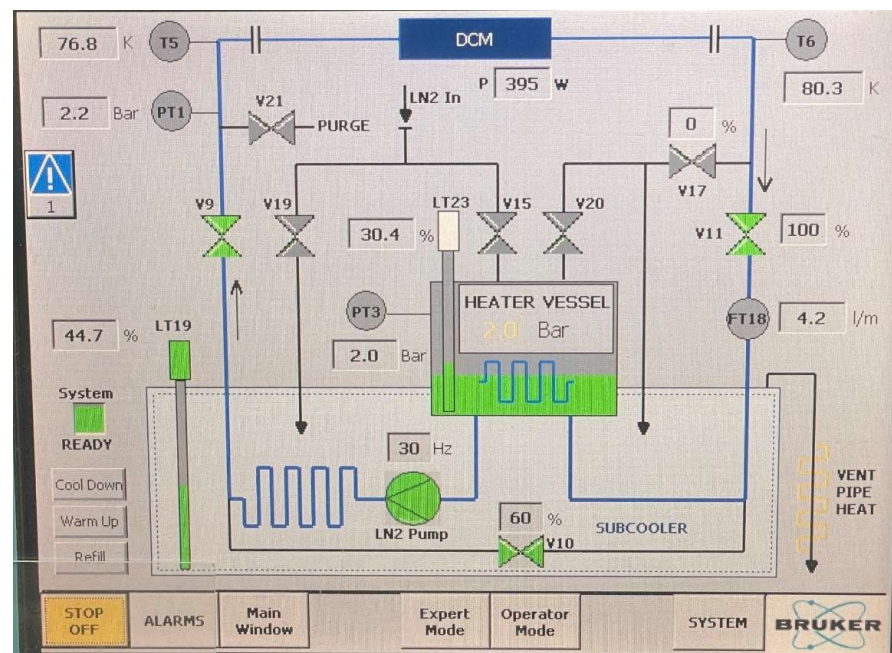 76.8 K T5
DCM
T6
P 395 W
80.3 K
2.2 Bar PT1
V21
PURGE
LN2 In
0 %
V17
1
V9
V19
LT23
V15
V20
30.4 %
V11 100 %
HEATER VESSEL
2.0 Bar
PT3
2.0 Bar
FT18 4.2 l/m
44.7 % LT19
System
READY
30 Hz
Cool Down
Warm Up
Refill
LN2 Pump
60 %
V10
SUBCOOLER
VENT
PIPE
HEAT
STOP
OFF
ALARMS
Main
Window
Expert
Mode
Operator
Mode
SYSTEM
BRUKER